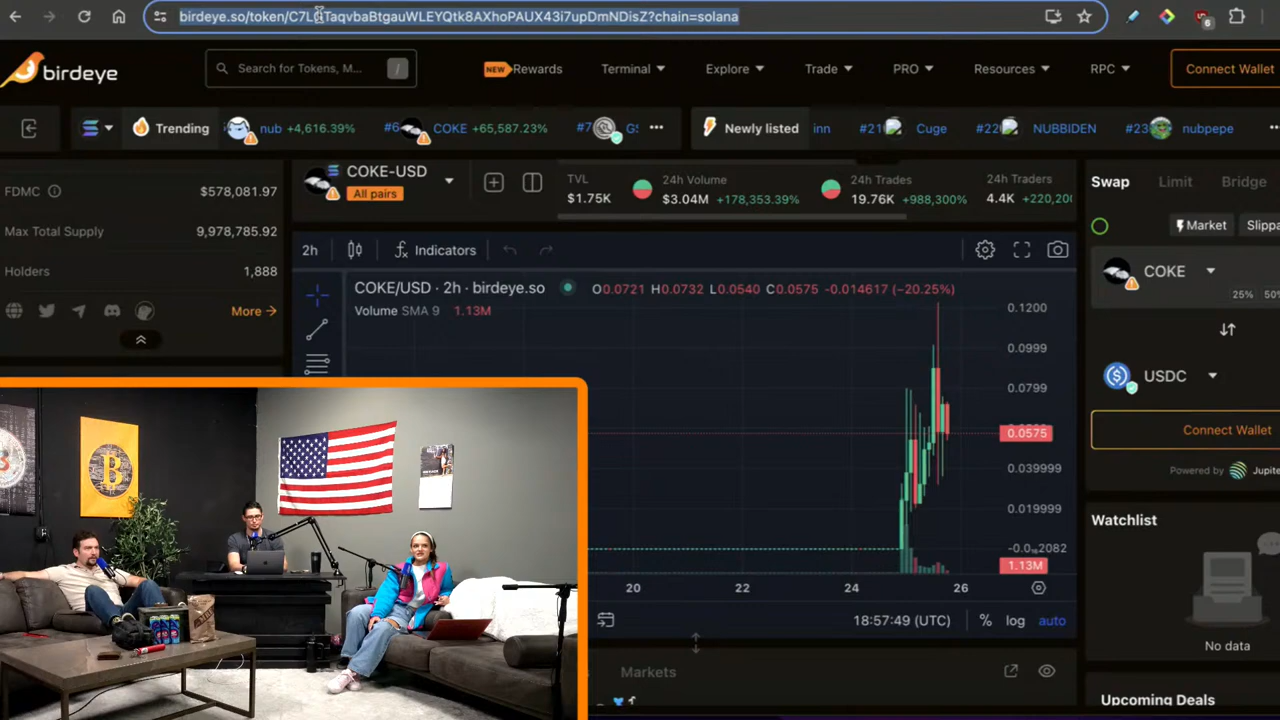 birdeye.so/token/C7L
TaqvbaBtgauWLEYQtk8AXhoPAUX43i7upDmNDisZ?chain=solana
6
birdeye
Search for Tokens, M...
/
NEW Rewards
Terminal
Explore
Trade
PRO
Resources
RPC
Connect Wallet
Trending
nub +4,616.39%
#6 COKE +65,587.23%
#7
Newly listed
inn
#21 Cuge
#22 NUBBIDEN
#23 nubpepe
FDMC $578,081.97
Max Total Supply 9,978,785.92
Holders 1,888
More
COKE-USD
All pairs
TVL
$1.75K
24h Volume
$3.04M +178,353.39%
24h Trades
19.76K +988,300%
24h Traders
4.4K +220,20
Swap Limit Bridge
Market
Slippa
COKE
25% 50%
USDC
Connect Wallet
Powered by Jupite
2h
Indicators
COKE/USD · 2h · birdeye.so
O0.0721 H0.0732 L0.0540 C0.0575 -0.014617 (−20.25%)
Volume SMA 9 1.13M
0.1200
0.0999
0.0799
0.0575
0.039999
0.019999
1.13M
20 22 24 26
18:57:49 (UTC)
% log auto
Markets
Watchlist
No data
Upcoming Deals